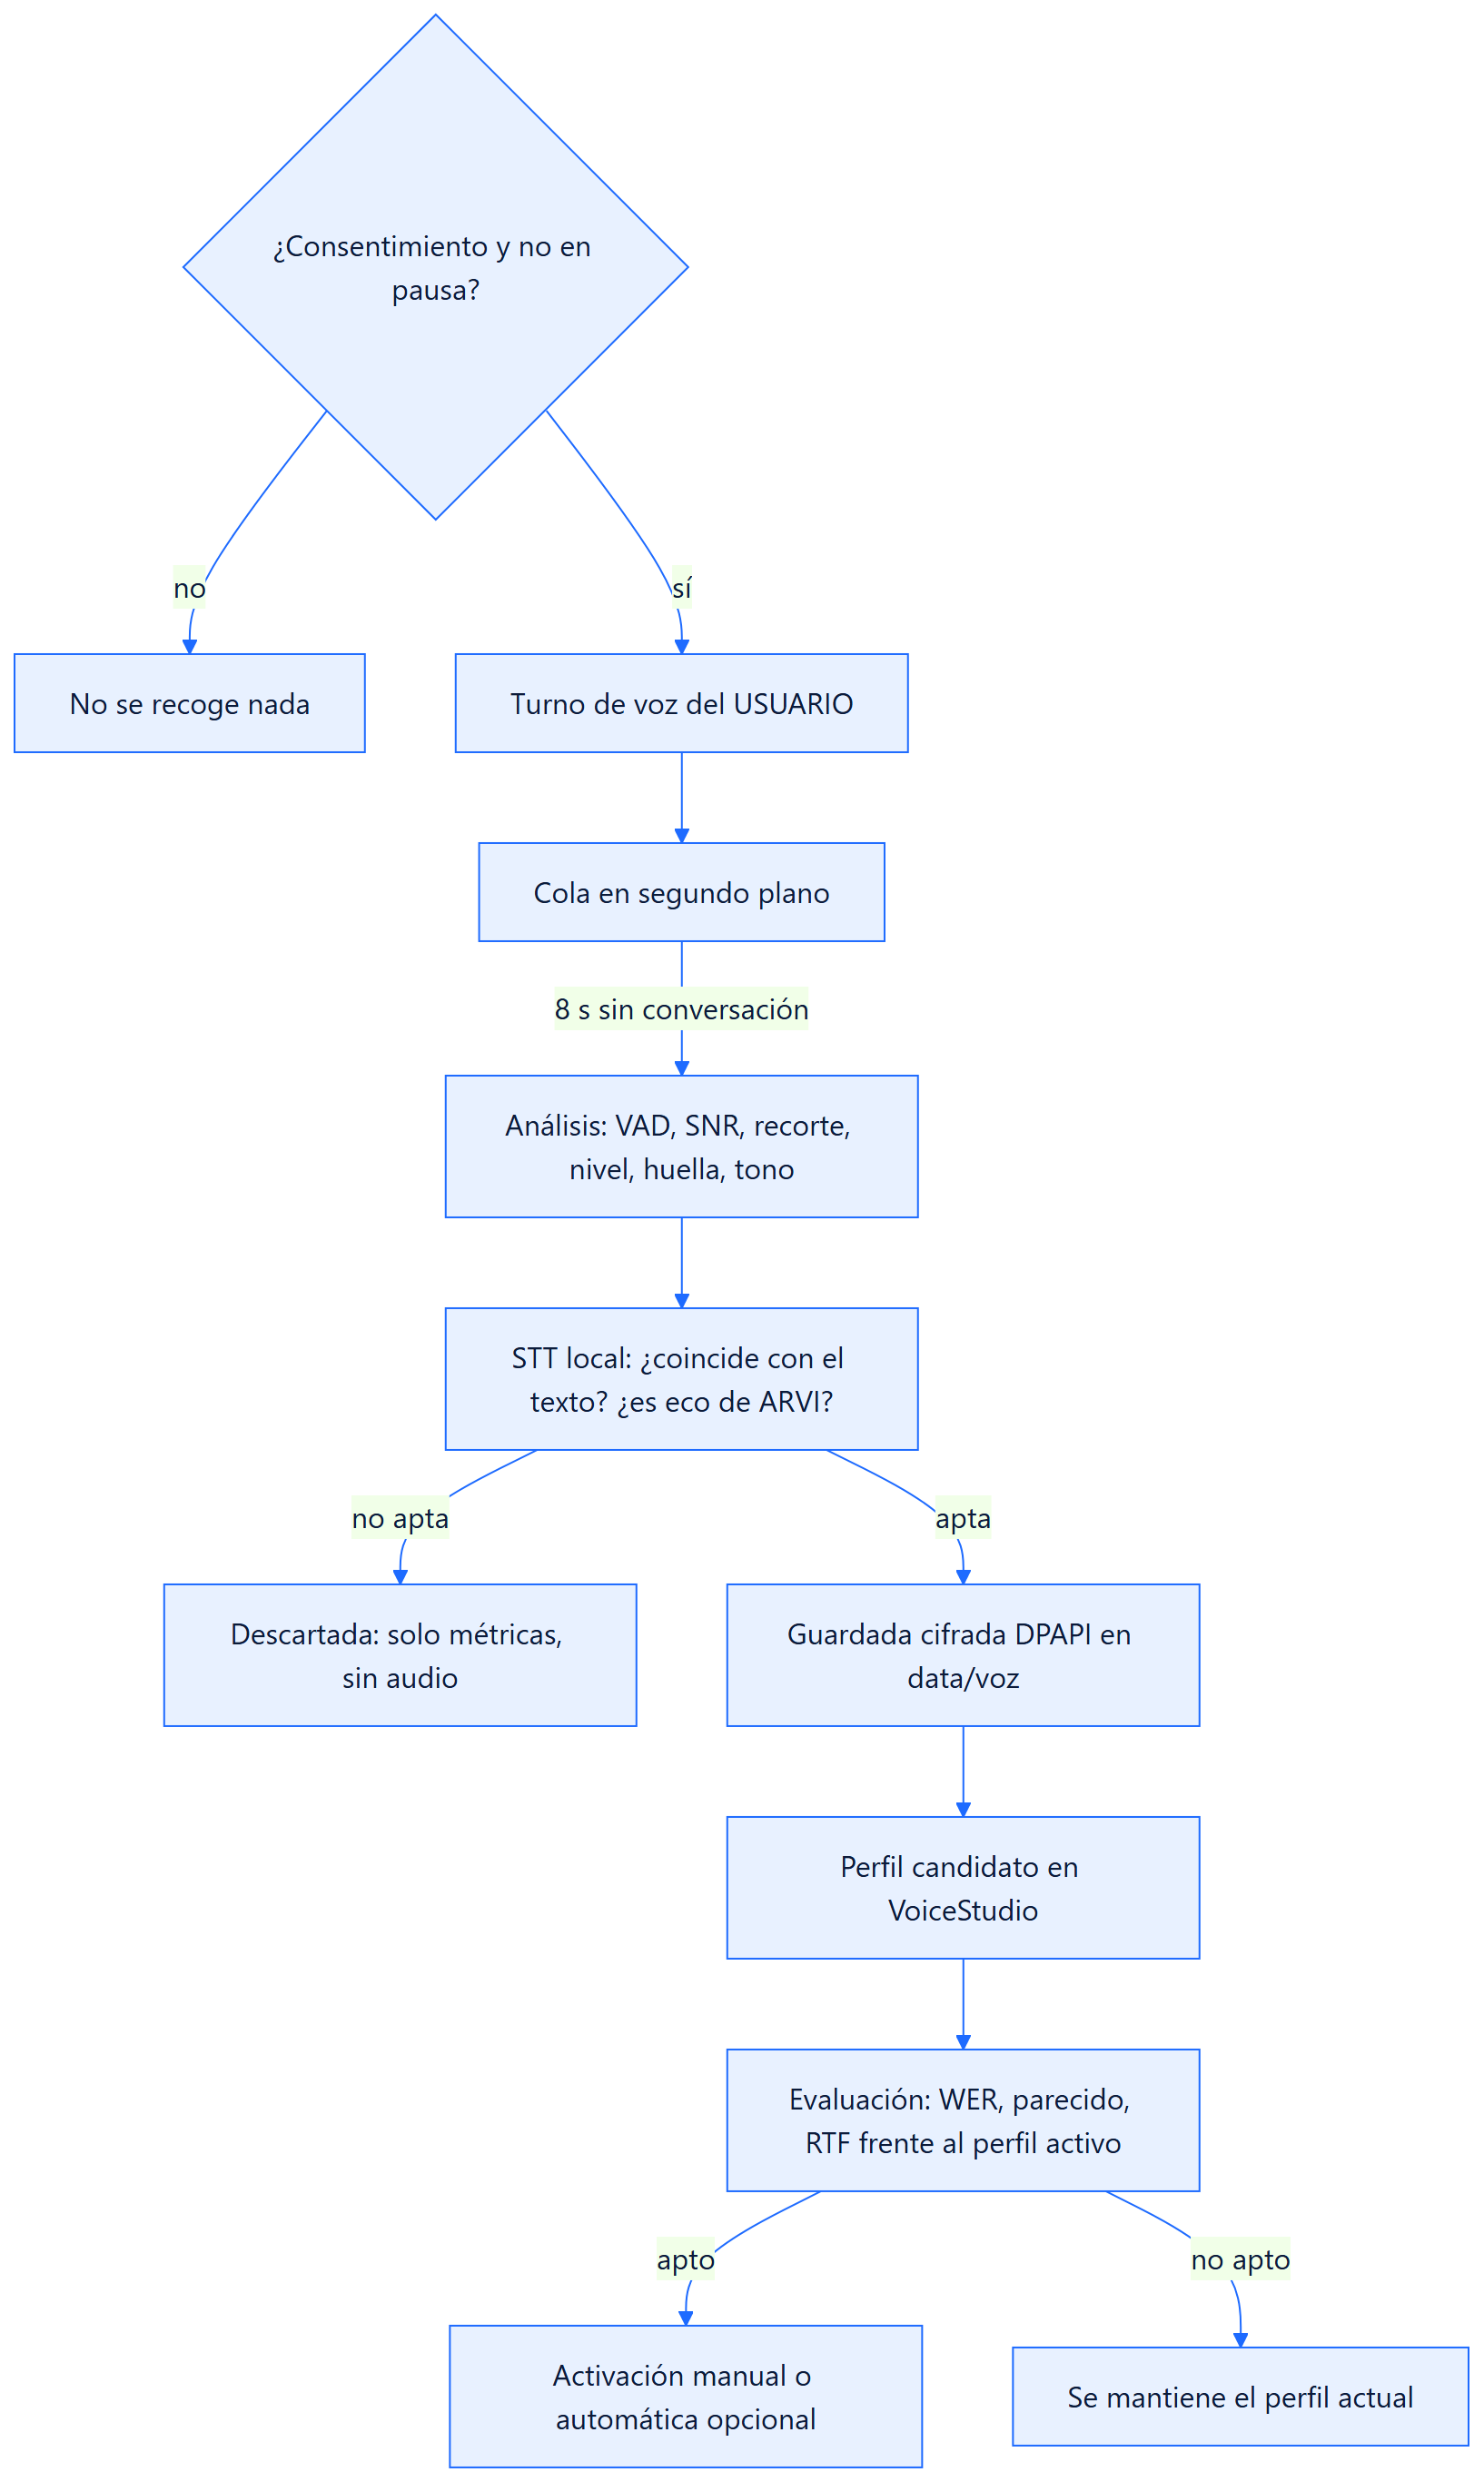 ¿Consentimiento y no en
pausa?
no
sí
No se recoge nada
Turno de voz del USUARIO
Cola en segundo plano
8 s sin conversación
Análisis: VAD, SNR, recorte,
nivel, huella, tono
STT local: ¿coincide con el
texto? ¿es eco de ARVI?
no apta
apta
Descartada: solo métricas,
sin audio
Guardada cifrada DPAPI en
data/voz
Perfil candidato en
VoiceStudio
Evaluación: WER, parecido,
RTF frente al perfil activo
apto
no apto
Activación manual o
automática opcional
Se mantiene el perfil actual